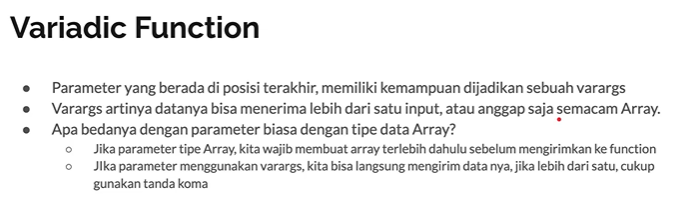 Variadic Function
● Parameter yang berada di posisi terakhir, memiliki kemampuan dijadikan sebuah varargs
● Varargs artinya datanya bisa menerima lebih dari satu input, atau anggap saja semacam Array.
● Apa bedanya dengan parameter biasa dengan tipe data Array?
○ Jika parameter tipe Array, kita wajib membuat array terlebih dahulu sebelum mengirimkan ke function
○ JIka parameter menggunakan varargs, kita bisa langsung mengirim data nya, jika lebih dari satu, cukup
gunakan tanda koma